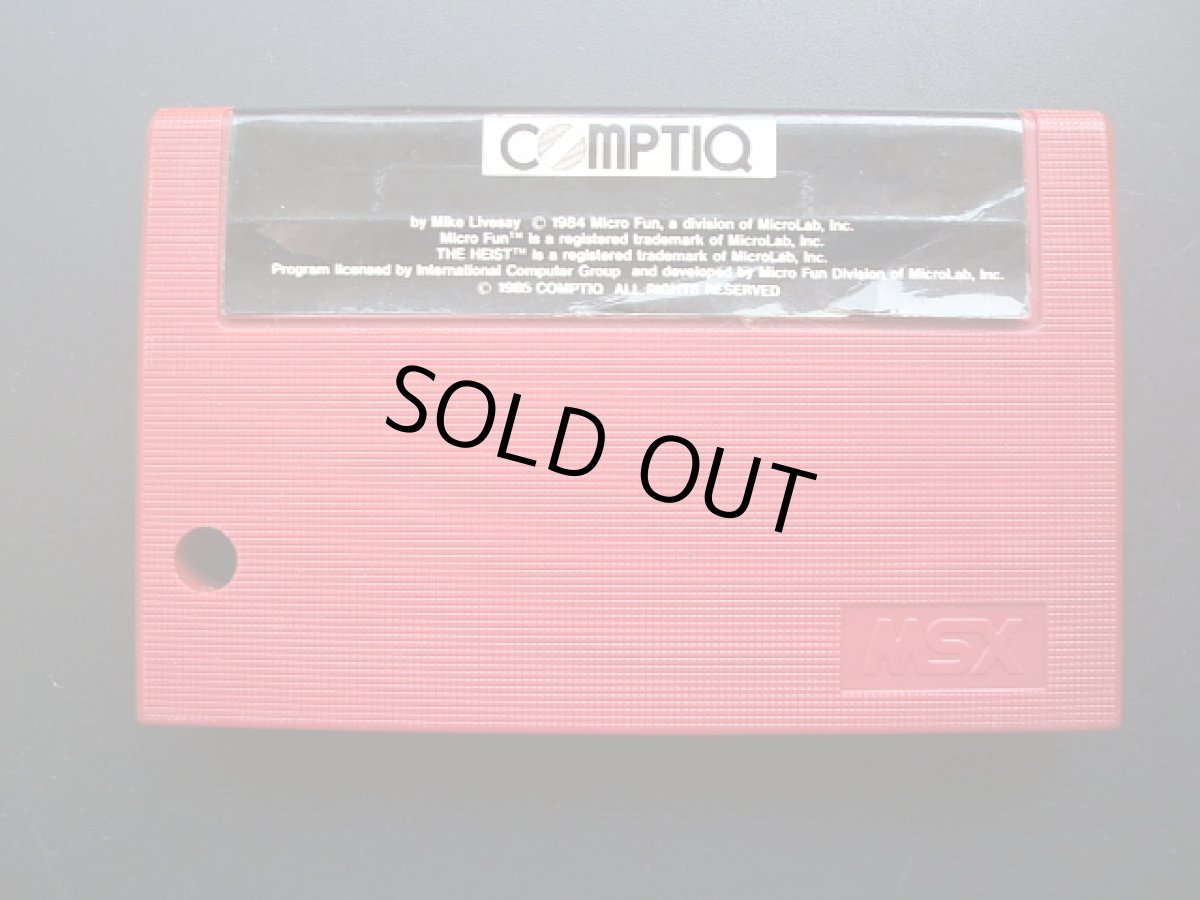 COMPTIQ
by Mike Livesay © 1984 Micro Fun, a division of MicroLab, Inc.
Micro Fun™ is a registered trademark of MicroLab, Inc.
THE HEIST™ is a registered trademark of MicroLab, Inc.
Program licensed by International Computer Group and developed by Micro Fun Division of MicroLab, Inc.
© 1985 COMPTIQ ALL RIGHTS RESERVED
SOLD OUT
MSX